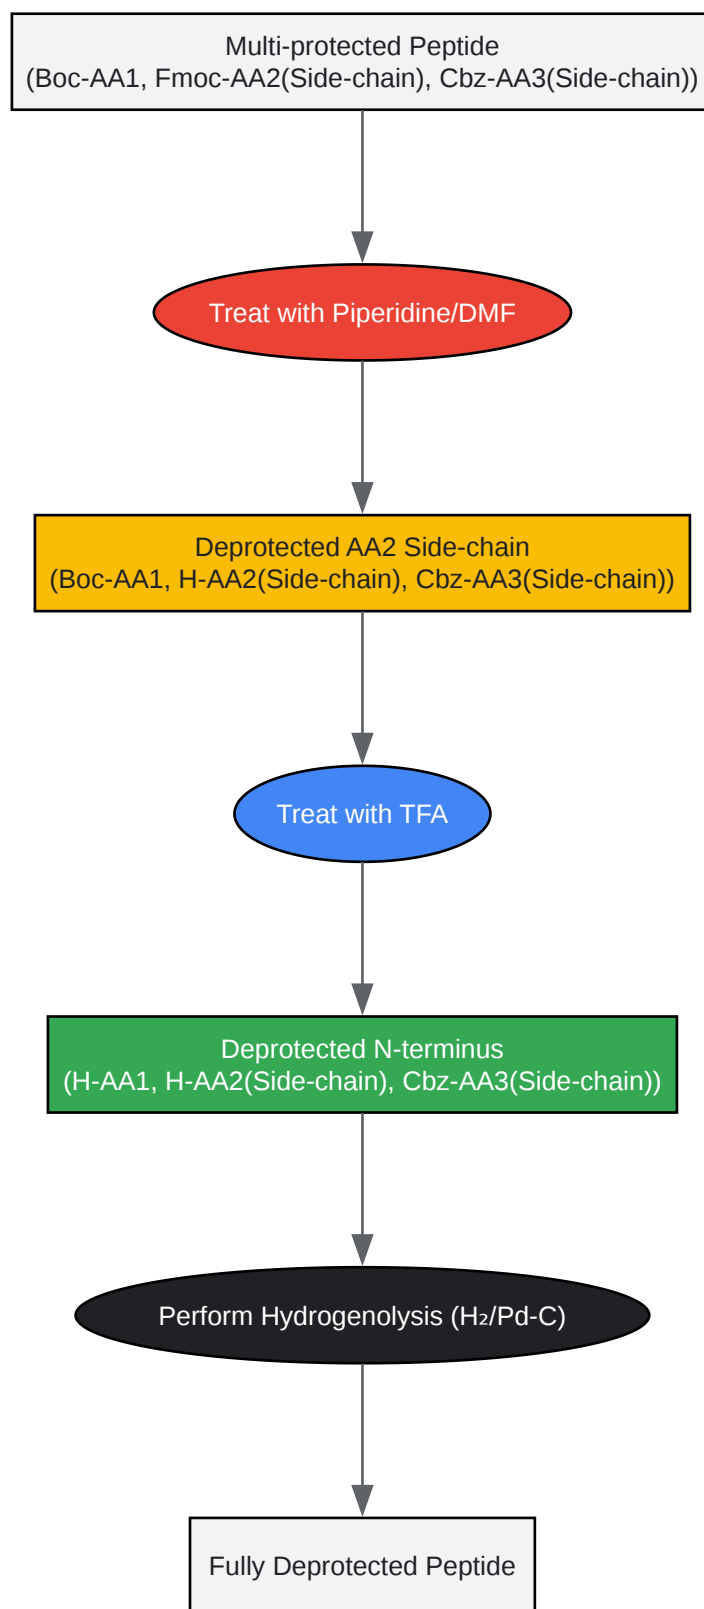 Multi-protected Peptide
(Boc-AA1, Fmoc-AA2(Side-chain), Cbz-AA3(Side-chain))
Treat with Piperidine/DMF
Deprotected AA2 Side-chain
(Boc-AA1, H-AA2(Side-chain), Cbz-AA3(Side-chain))
Treat with TFA
Deprotected N-terminus
(H-AA1, H-AA2(Side-chain), Cbz-AA3(Side-chain))
Perform Hydrogenolysis (H₂/Pd-C)
Fully Deprotected Peptide